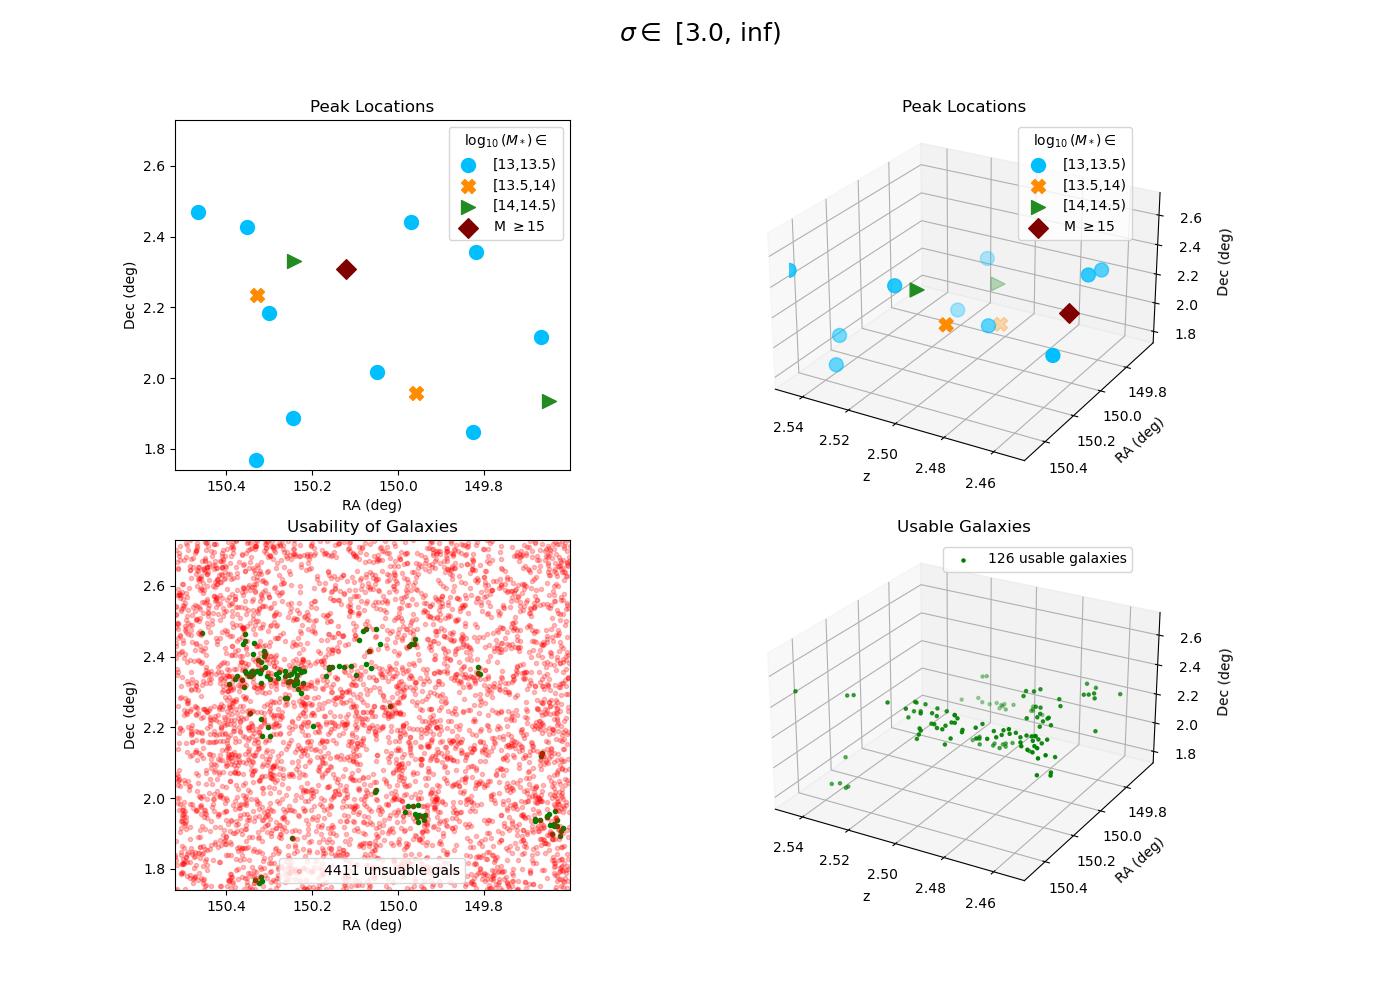 σ ∈ [3.0, inf)
Peak Locations
log₁₀(M*) ∈
[13,13.5)
[13.5,14)
[14,14.5)
M ≥15
2.6
2.4
2.2
2.0
1.8
Dec (deg)
150.4 150.2 150.0 149.8
RA (deg)
Peak Locations
log₁₀(M*) ∈
[13,13.5)
[13.5,14)
[14,14.5)
M ≥15
2.6
2.4
2.2
2.0
1.8
Dec (deg)
149.8
150.0
150.2
150.4
RA (deg)
2.54
2.52
2.50
2.48
2.46
z
Usability of Galaxies
2.6
2.4
2.2
2.0
1.8
Dec (deg)
4411 unsuable gals
150.4 150.2 150.0 149.8
RA (deg)
Usable Galaxies
126 usable galaxies
2.6
2.4
2.2
2.0
1.8
Dec (deg)
149.8
150.0
150.2
150.4
RA (deg)
2.54
2.52
2.50
2.48
2.46
z